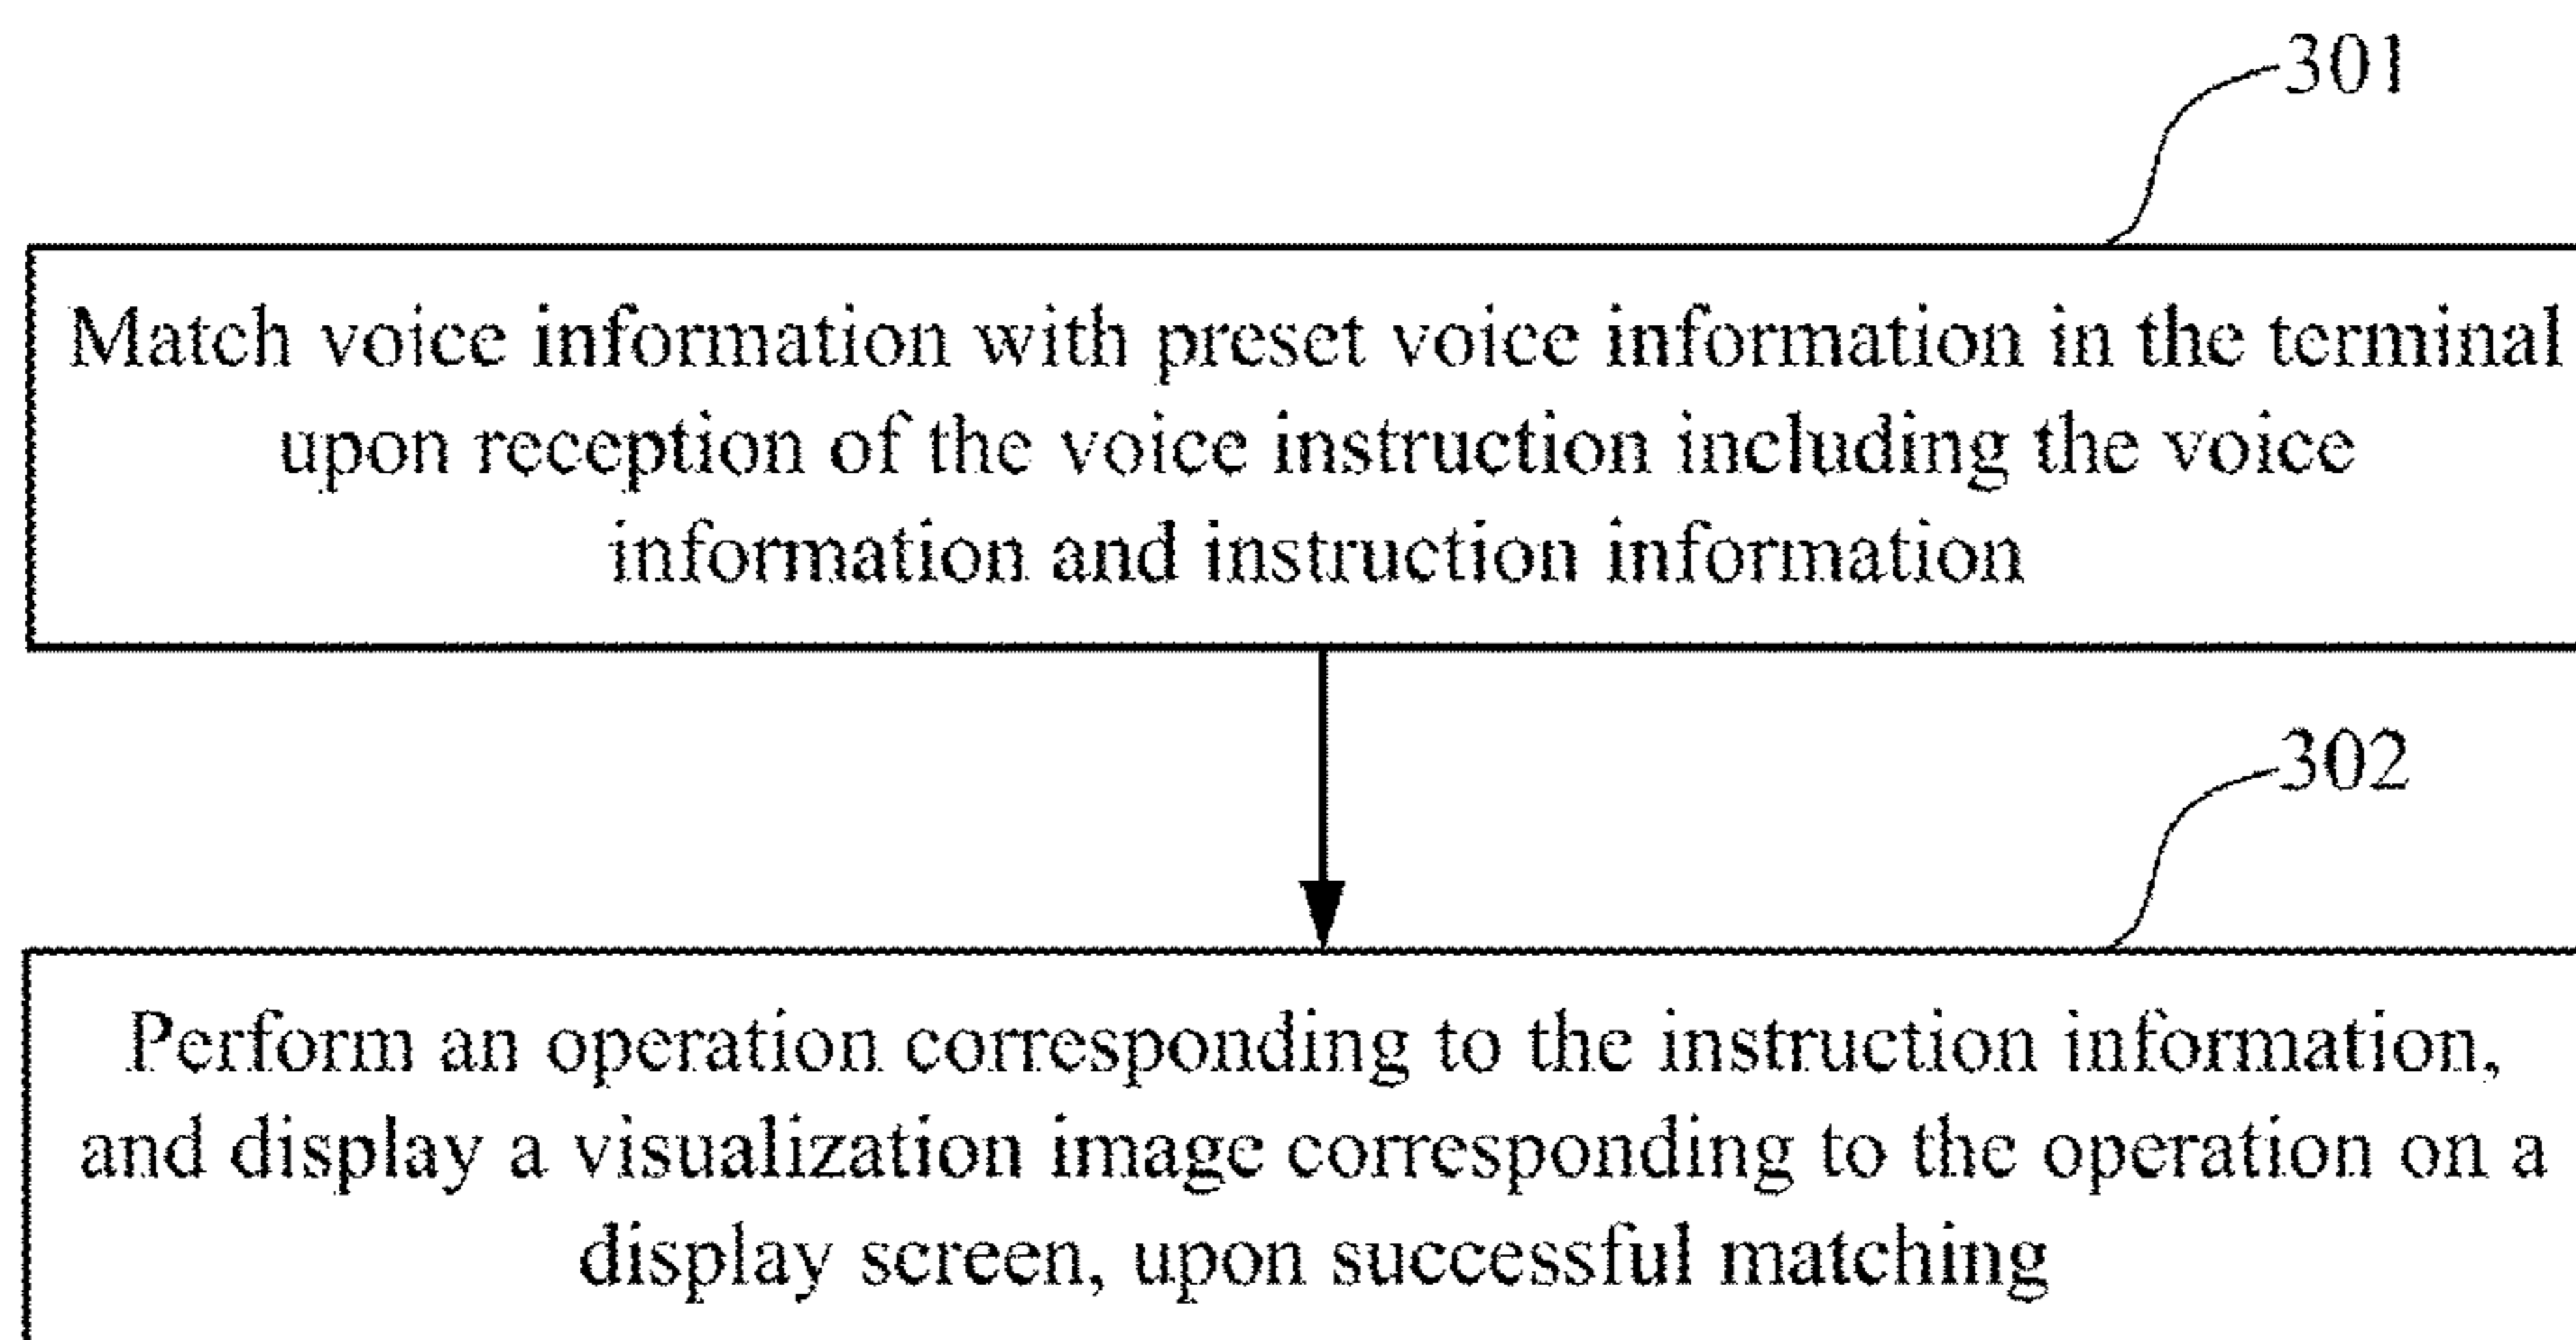 301
Match voice information with preset voice information in the terminal
upon reception of the voice instruction including the voice
information and instruction information
302
Perform an operation corresponding to the instruction information,
and display a visualization image corresponding to the operation on a
display screen, upon successful matching